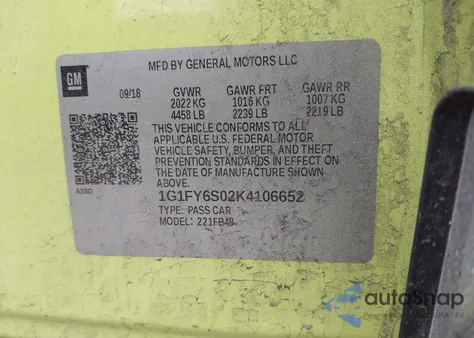 GM
MFD BY GENERAL MOTORS LLC
09/18 GVWR GAWR FRT GAWR RR
2022 KG 1016 KG 1007 KG
4458 LB 2239 LB 2219 LB
THIS VEHICLE CONFORMS TO ALL
APPLICABLE U.S. FEDERAL MOTOR
VEHICLE SAFETY, BUMPER, AND THEFT
PREVENTION STANDARDS IN EFFECT ON
THE DATE OF MANUFACTURE SHOWN
ABOVE.
1G1FY6S02K4106652
TYPE: PASS CAR
MODEL: 221FB48
autoSnap